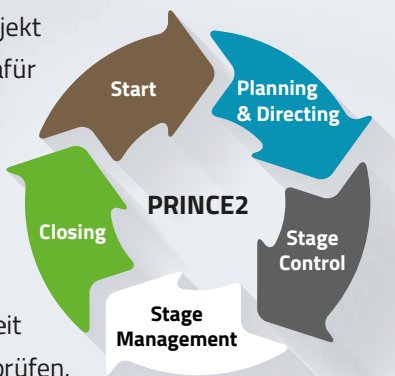 jekt
afür
Start
Planning
& Directing
PRINCE2
Closing
Stage
Control
Stage
Management
eit
prüfen.